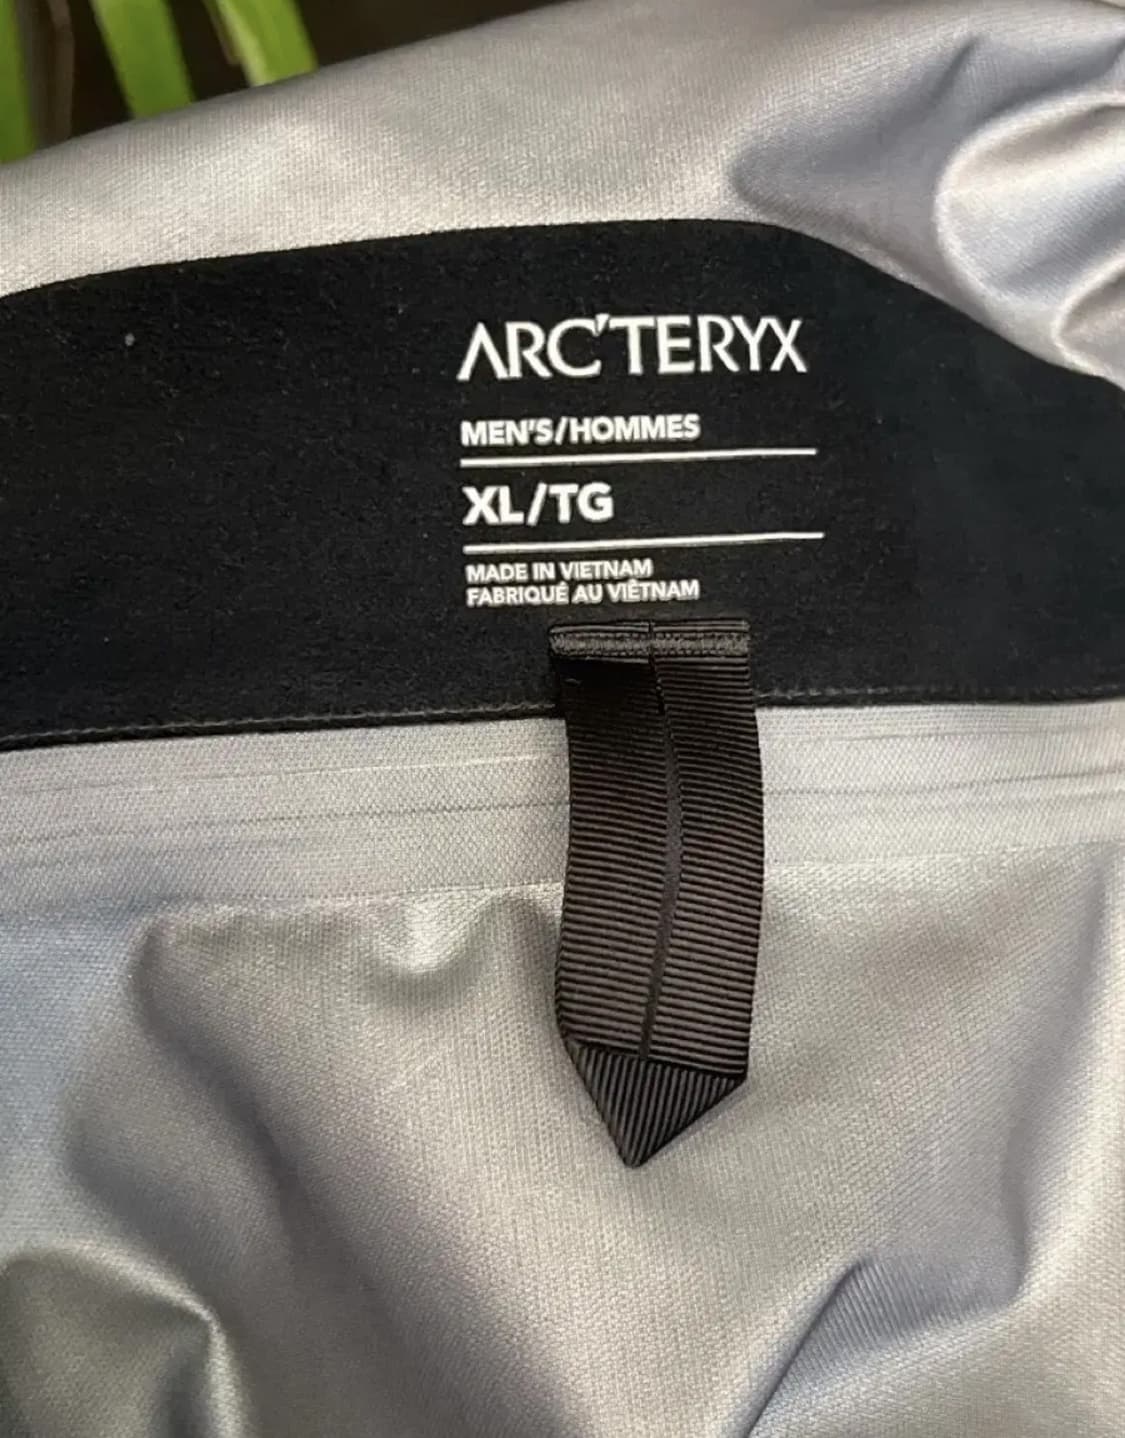 ARC'TERYX
MEN'S/HOMMES
XL/TG
MADE IN VIETNAM
FABRIQUÉ AU VIÊTNAM